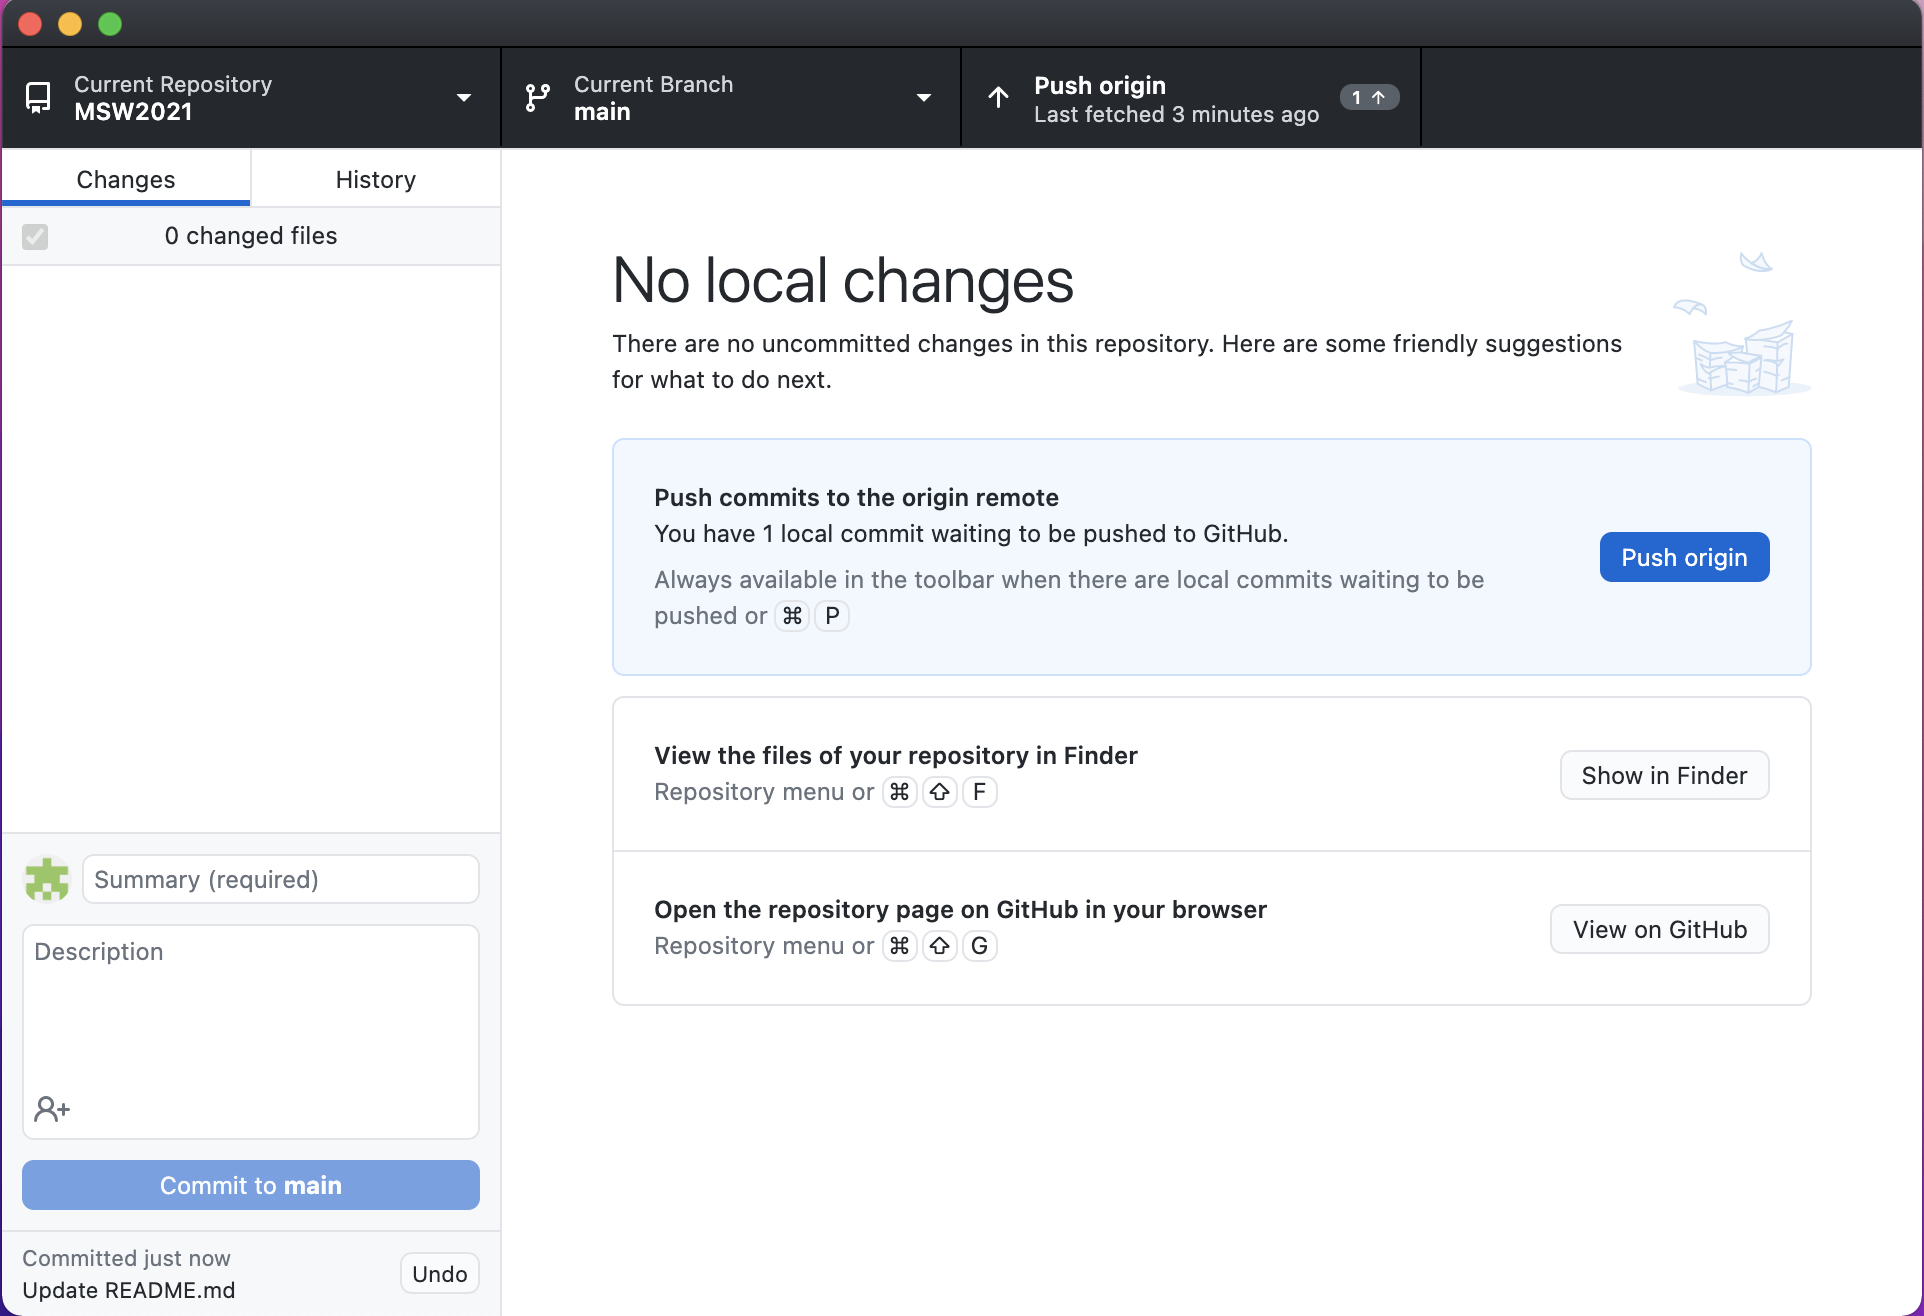 Current Repository
MSW2021
Current Branch
main
Push origin
Last fetched 3 minutes ago
1 ↑
Changes
History
0 changed files
No local changes
There are no uncommitted changes in this repository. Here are some friendly suggestions
for what to do next.
Push commits to the origin remote
You have 1 local commit waiting to be pushed to GitHub.
Always available in the toolbar when there are local commits waiting to be
pushed or ⌘ P
Push origin
View the files of your repository in Finder
Repository menu or ⌘ ⇧ F
Show in Finder
Open the repository page on GitHub in your browser
Repository menu or ⌘ ⇧ G
View on GitHub
Summary (required)
Description
Commit to main
Committed just now
Update README.md
Undo